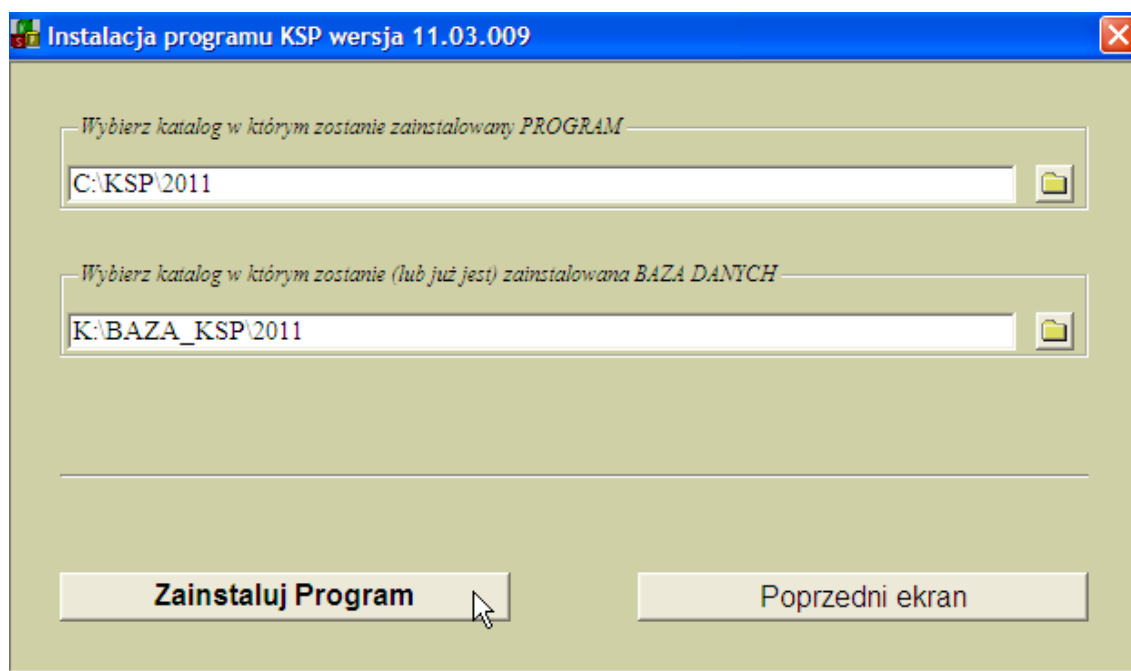 Instalacja programu KSP wersja 11.03.009
Wybierz katalog w którym zostanie zainstalowany PROGRAM
C:\KSP\2011
Wybierz katalog w którym zostanie (lub już jest) zainstalowana BAZA DANYCH
K:\BAZA_KSP\2011
Zainstaluj Program
Poprzedni ekran